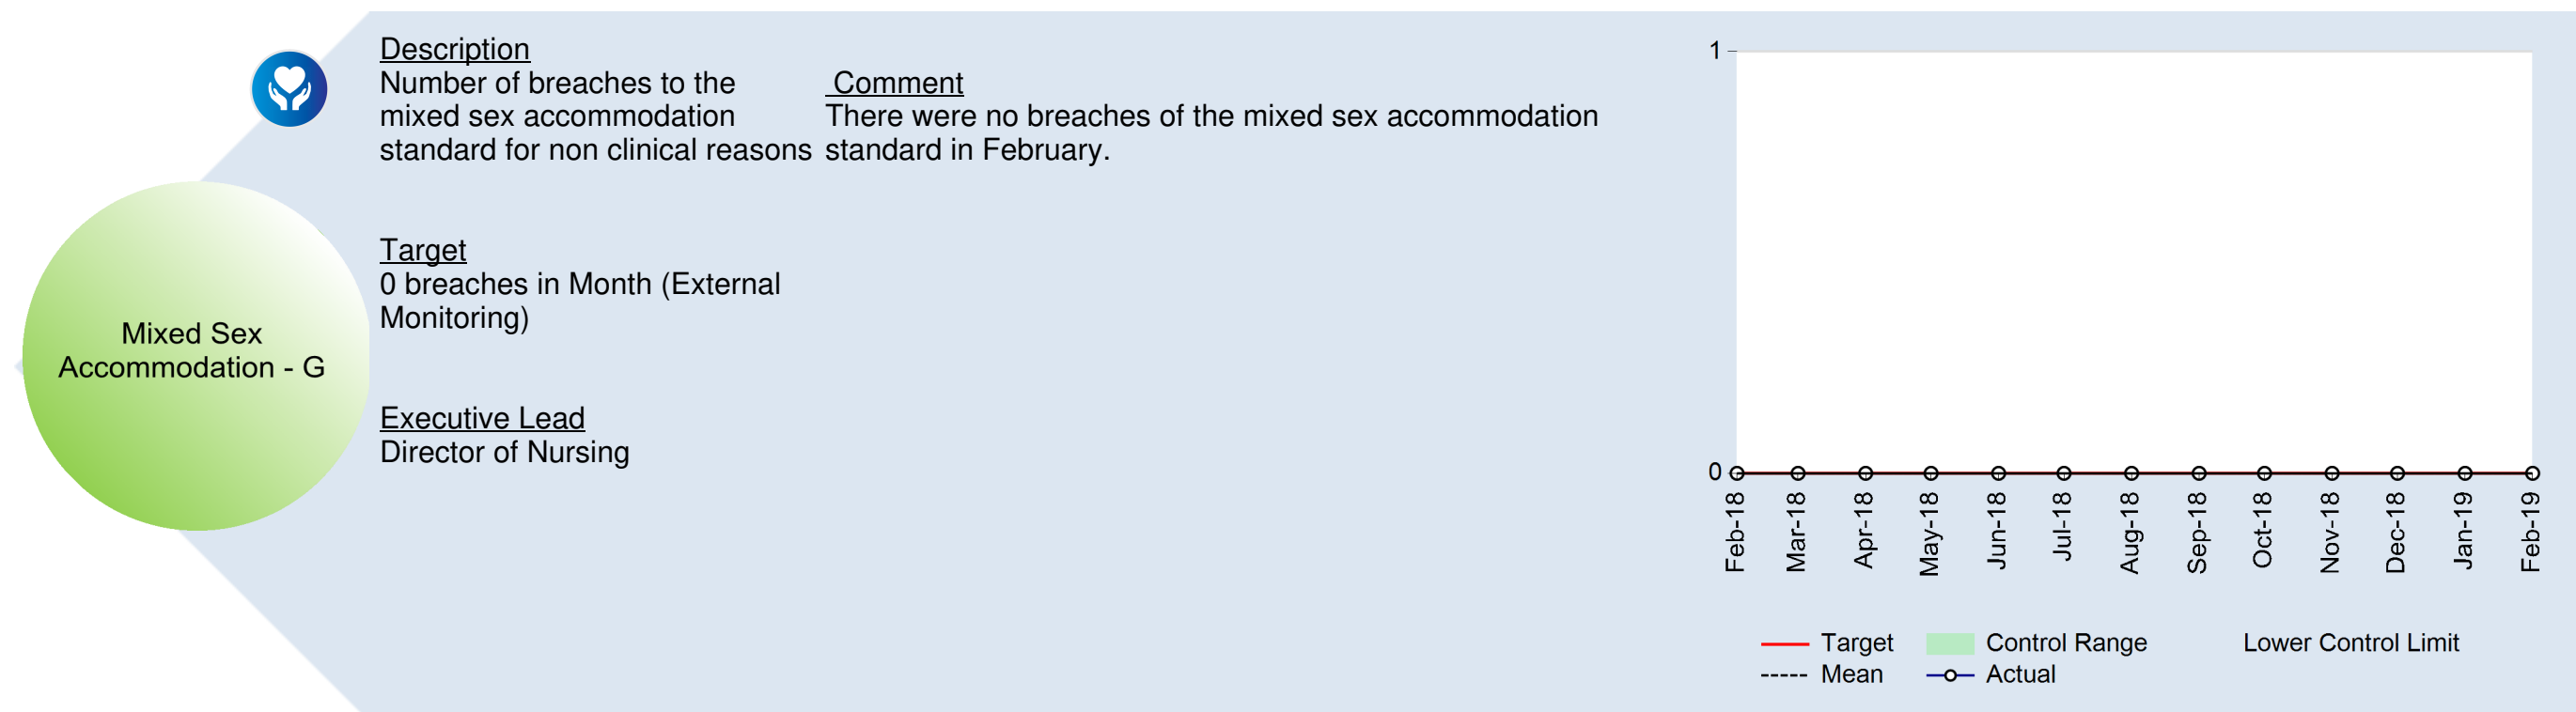 Mixed Sex
Accommodation - G
Description
Number of breaches to the
mixed sex accommodation
standard for non clinical reasons
Target
0 breaches in Month (External
Monitoring)
Executive Lead
Director of Nursing
Comment
There were no breaches of the mixed sex accommodation
standard in February.
1
0
Feb-18
Mar-18
Apr-18
May-18
Jun-18
Jul-18
Aug-18
Sep-18
Oct-18
Nov-18
Dec-18
Jan-19
Feb-19
Target
Control Range
Lower Control Limit
Mean
Actual